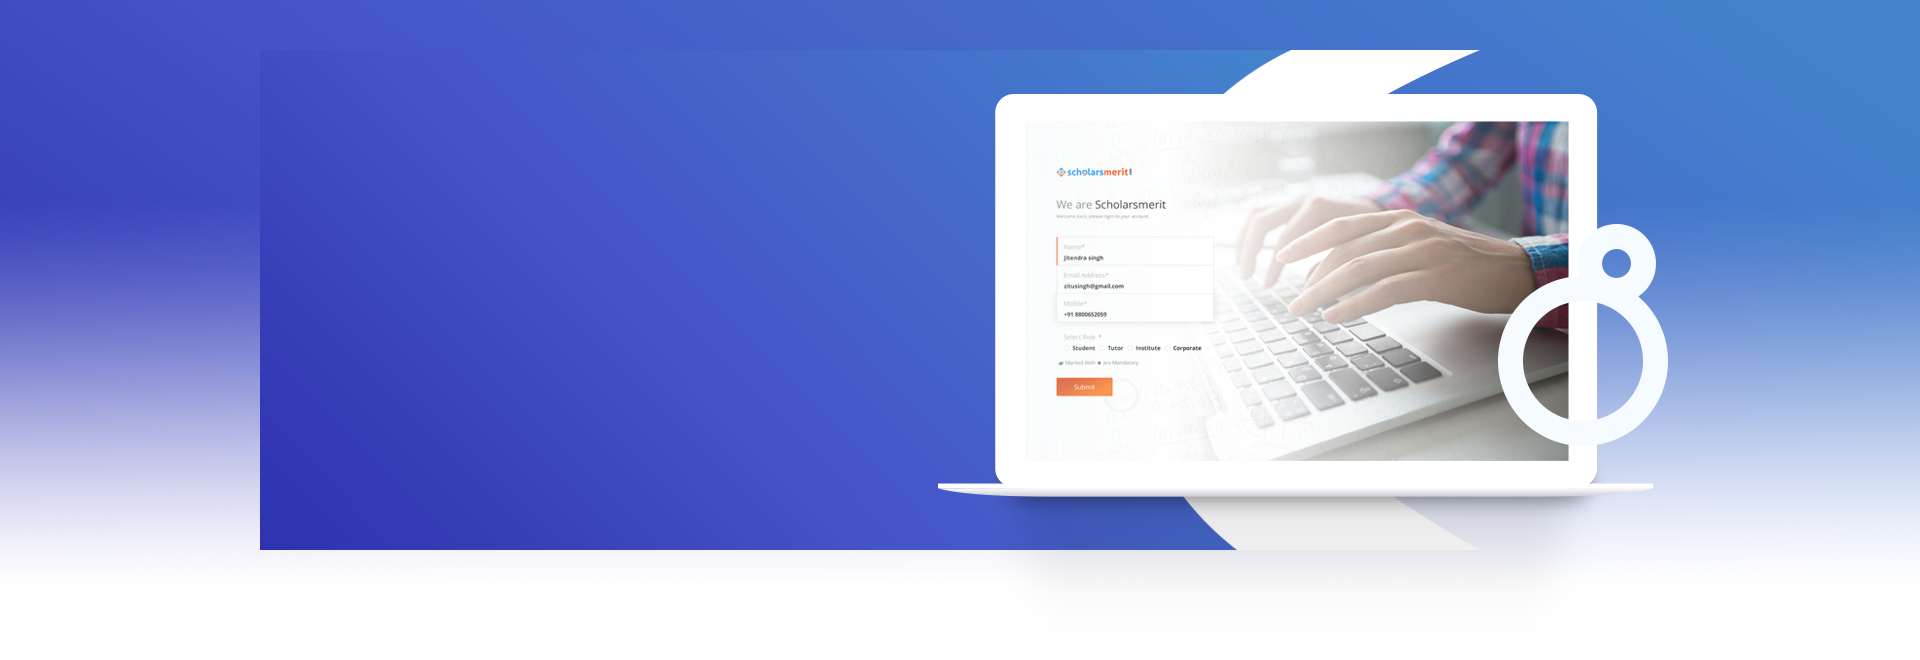 scholarsmerit
We are Scholarsmerit
Welcome back, please login to your account.
Name*
Jitendra singh
Email Address*
zitusingh@gmail.com
Mobile*
+91 8800652059
Select Role *
Student Tutor Institute Corporate
Marked With are Mandatory
Submit